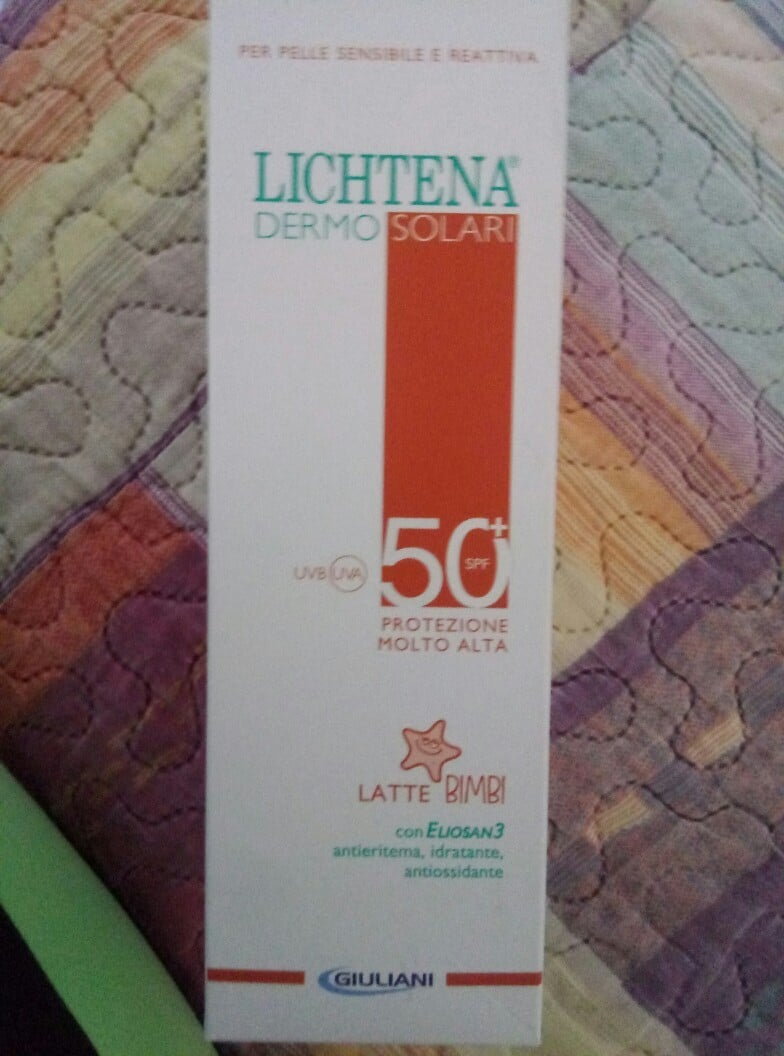 PER PELLE SENSIBILE E REATTIVA
LICHTENA®
DERMO SOLARI
UVB UVA 50+ SPF
PROTEZIONE
MOLTO ALTA
LATTE BIMBI
con ELIOSAN3
antieritema, idratante,
antiossidante
GIULIANI